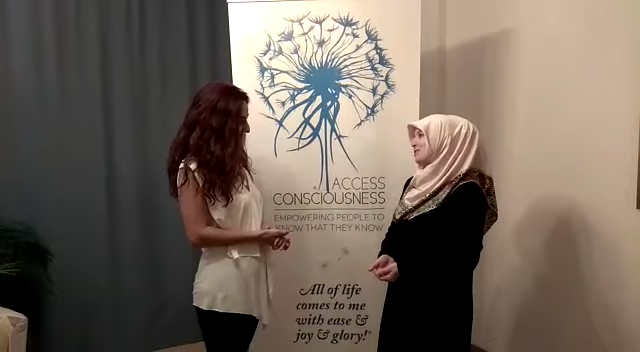 ACCESS
CONSCIOUSNESS
EMPOWERING PEOPLE TO
KNOW THAT THEY KNOW
All of life
comes to me
with ease &
joy & glory!®